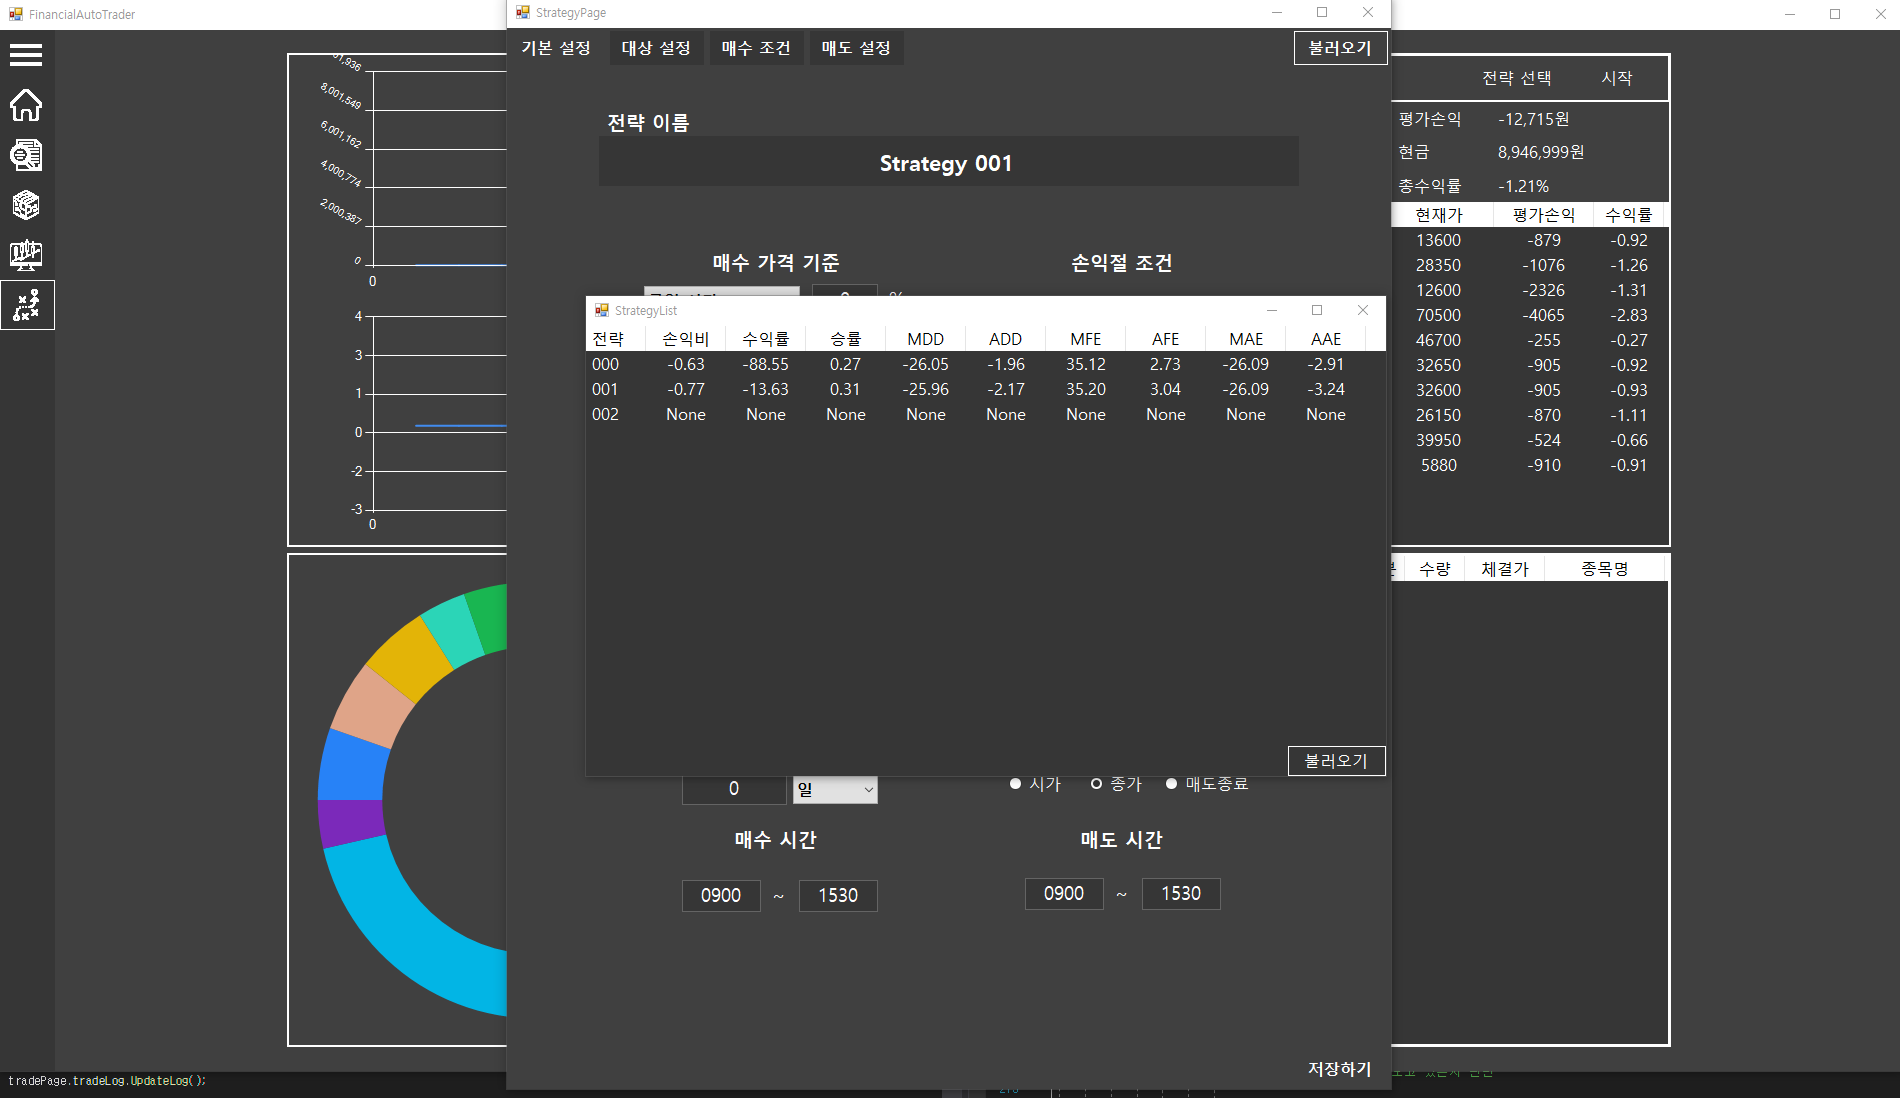 FinancialAutoTrader
StrategyPage
기본 설정
대상 설정
매수 조건
매도 설정
불러오기
전략 이름
Strategy 001
매수 가격 기준
손익절 조건
%
StrategyList
전략 손익비 수익률 승률 MDD ADD MFE AFE MAE AAE
000 -0.63 -88.55 0.27 -26.05 -1.96 35.12 2.73 -26.09 -2.91
001 -0.77 -13.63 0.31 -25.96 -2.17 35.20 3.04 -26.09 -3.24
002 None None None None None None None None None
불러오기
0 일
시가 종가 매도종료
매수 시간
매도 시간
0900 ~ 1530
0900 ~ 1530
저장하기
8,001,549
6,001,162
4,000,774
2,000,387
0
0
4
3
1
0
-2
-3
0
전략 선택 시작
평가손익 -12,715원
현금 8,946,999원
총수익률 -1.21%
현재가 평가손익 수익률
13600 -879 -0.92
28350 -1076 -1.26
12600 -2326 -1.31
70500 -4065 -2.83
46700 -255 -0.27
32650 -905 -0.92
32600 -905 -0.93
26150 -870 -1.11
39950 -524 -0.66
5880 -910 -0.91
수량 체결가 종목명
tradePage.tradeLog.UpdateLog();